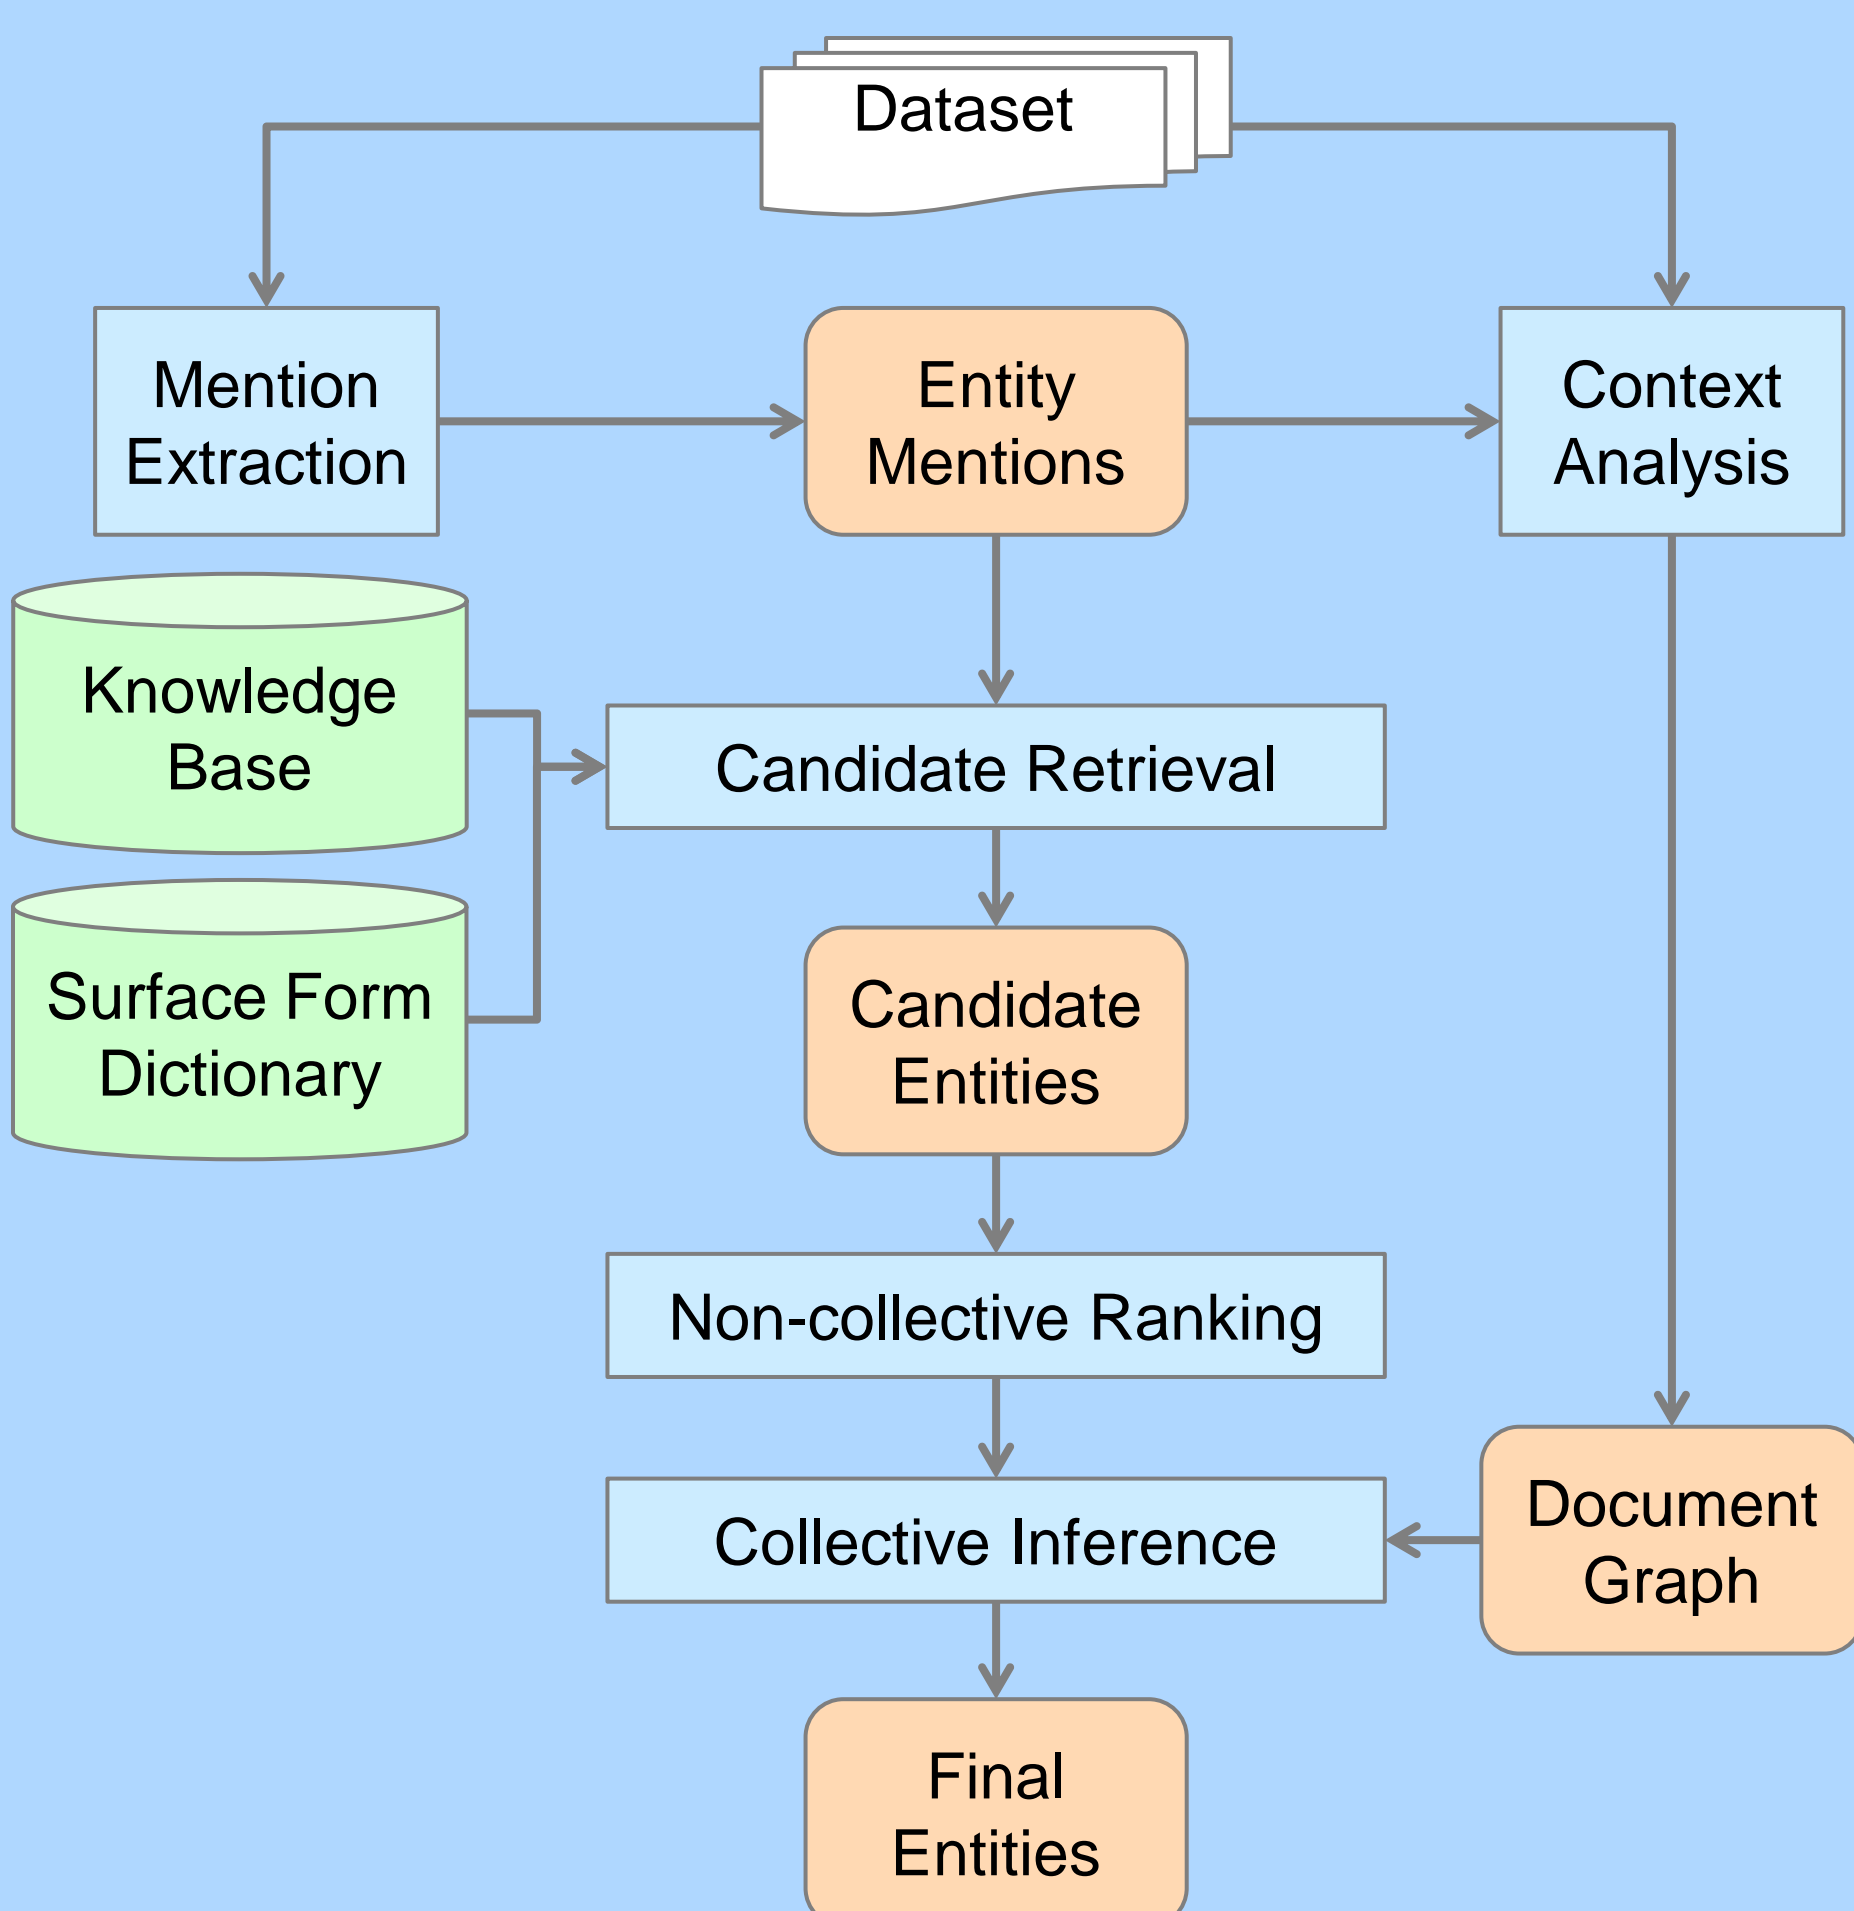 Dataset
Mention
Extraction
Entity
Mentions
Context
Analysis
Knowledge
Base
Candidate Retrieval
Surface Form
Dictionary
Candidate
Entities
Non-collective Ranking
Collective Inference
Document
Graph
Final
Entities